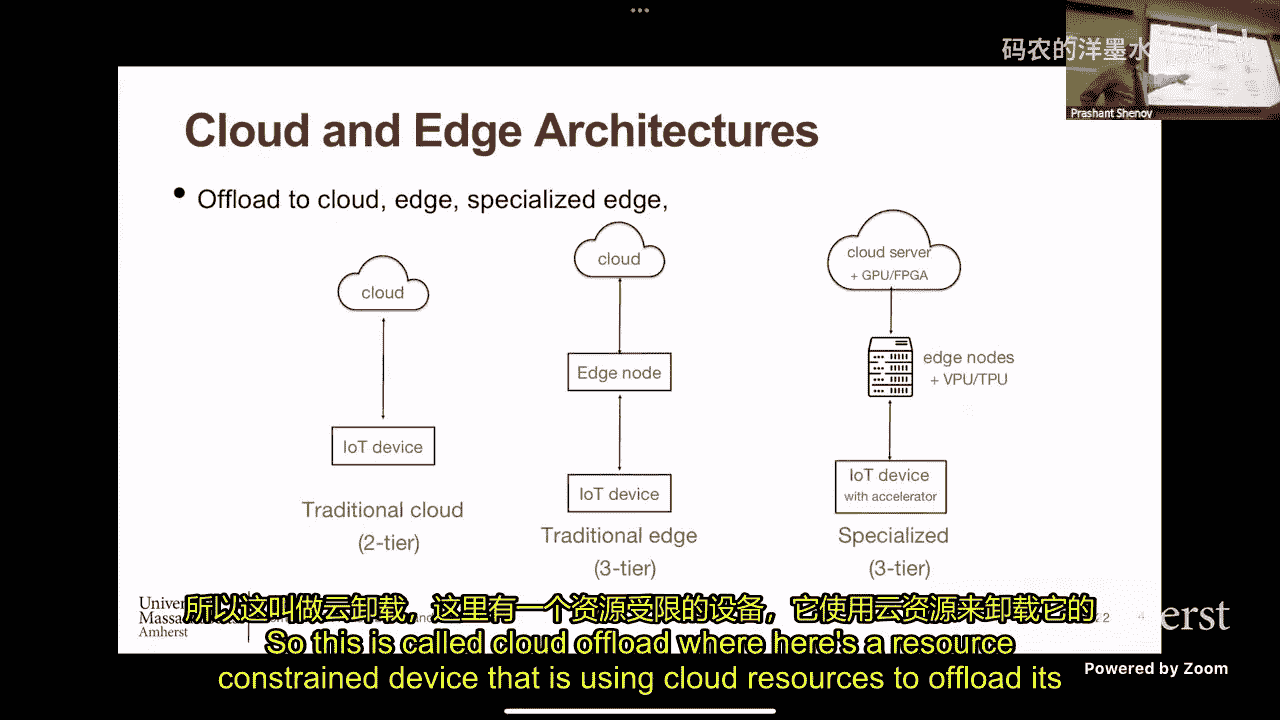 码农的洋墨水
Prashant Shenoy
Cloud and Edge Architectures
• Offload to cloud, edge, specialized edge,
cloud
IoT device
Traditional cloud
(2-tier)
cloud
Edge node
IoT device
Traditional edge
(3-tier)
cloud server
+ GPU/FPGA
edge nodes
+ VPU/TPU
IoT device
with accelerator
Specialized
(3-tier)
Amherst
4
所以这叫做云卸载，这里有一个资源受限的设备，它使用云资源来卸载它的
So this is called cloud offload where here's a resource
constrained device that is using cloud resources to offload its
Powered by Zoom